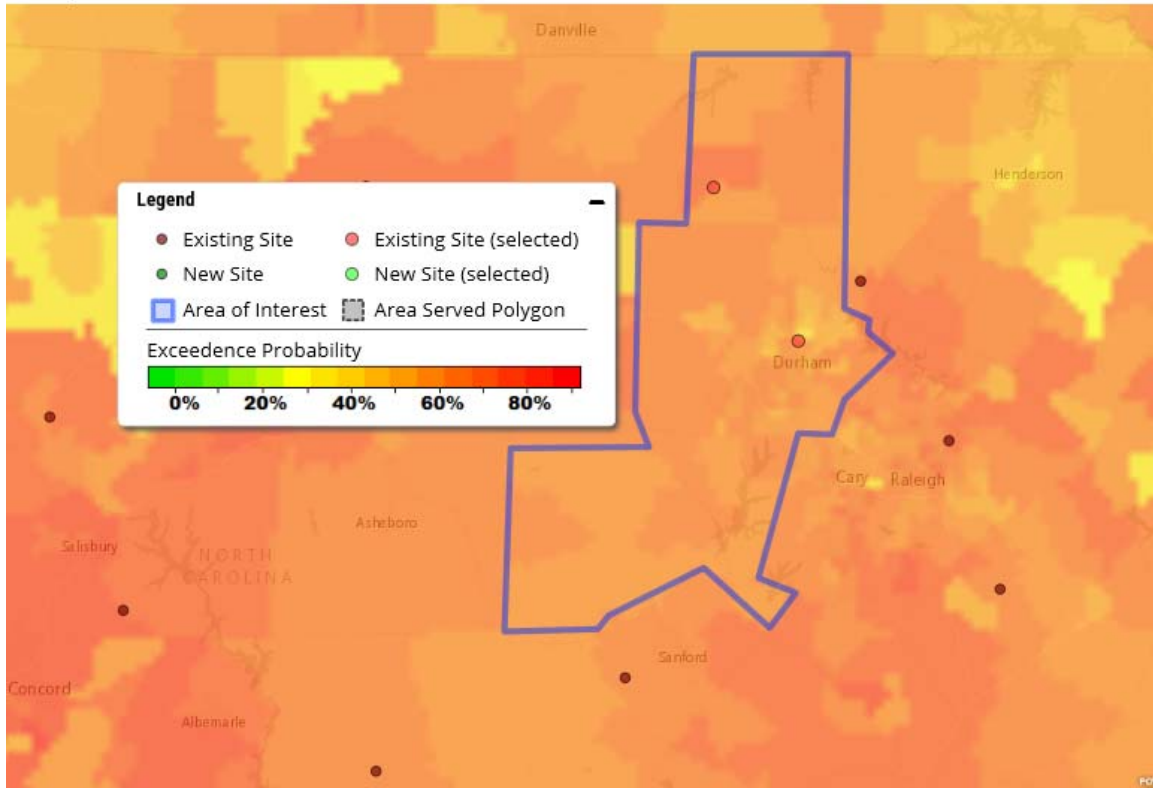 Danville
Henderson
Legend
Existing Site
Existing Site (selected)
New Site
New Site (selected)
Area of Interest
Area Served Polygon
Exceedence Probability
0% 20% 40% 60% 80%
Durham
Cary
Raleigh
Asheboro
Salisbury
NORTH
CAROLINA
Sanford
Concord
Albemarle